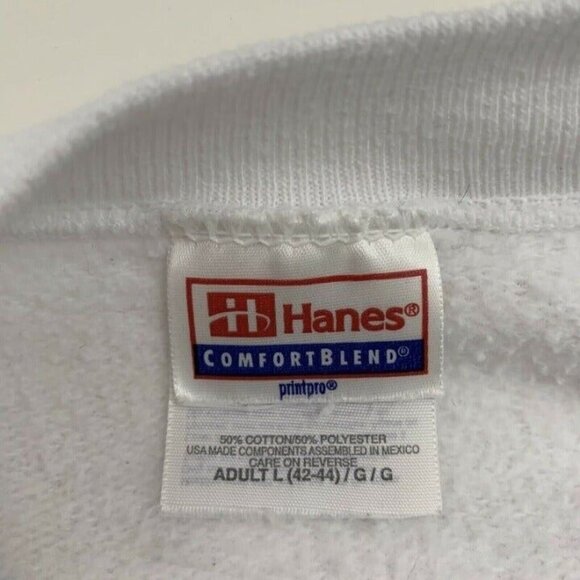 H Hanes®
COMFORTBLEND®
printpro®
50% COTTON/50% POLYESTER
USA MADE COMPONENTS ASSEMBLED IN MEXICO
CARE ON REVERSE
ADULT L (42-44) / G / G